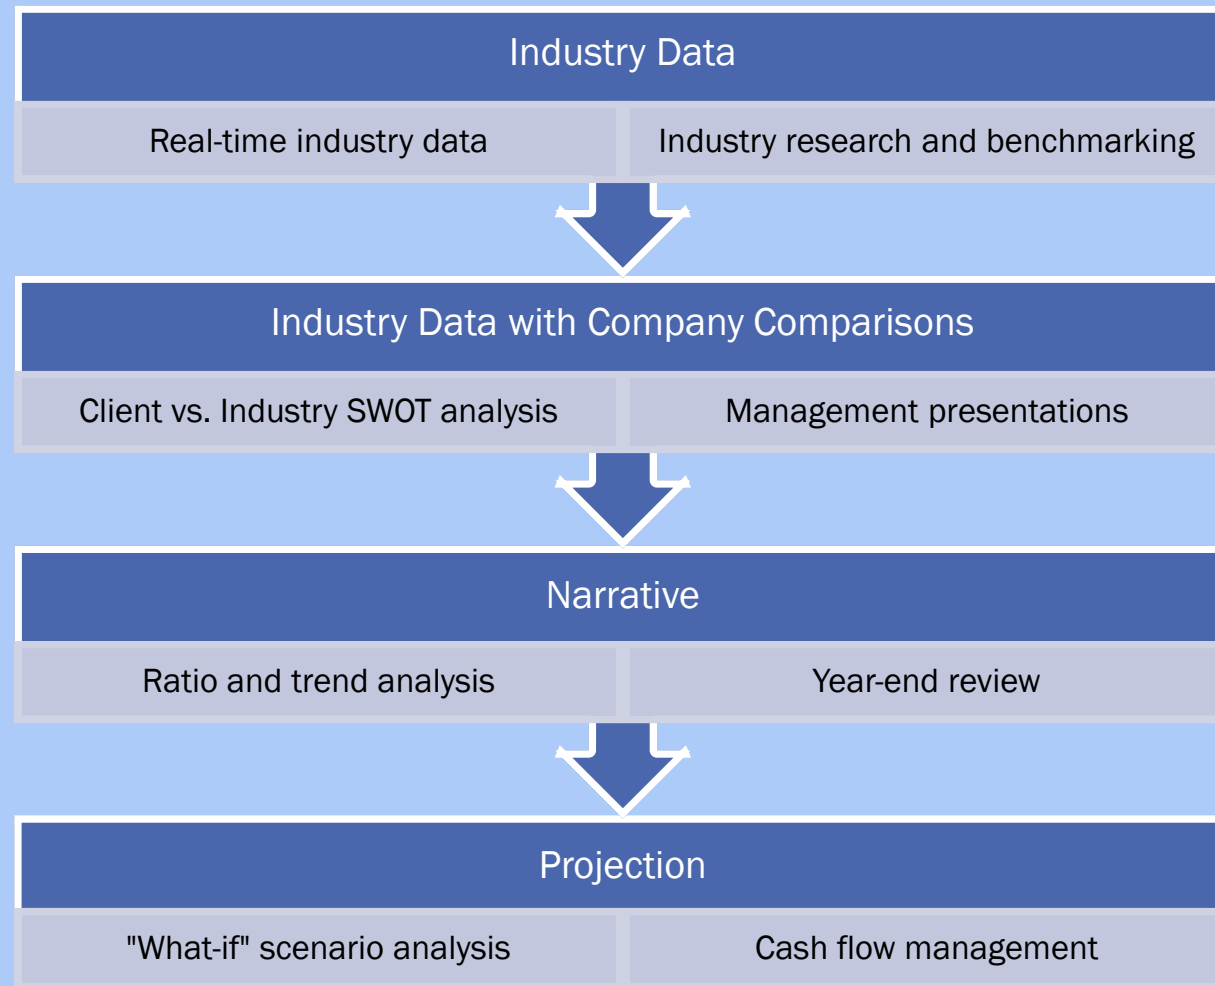 Industry Data
Real-time industry data
Industry research and benchmarking
Industry Data with Company Comparisons
Client vs. Industry SWOT analysis
Management presentations
Narrative
Ratio and trend analysis
Year-end review
Projection
"What-if" scenario analysis
Cash flow management